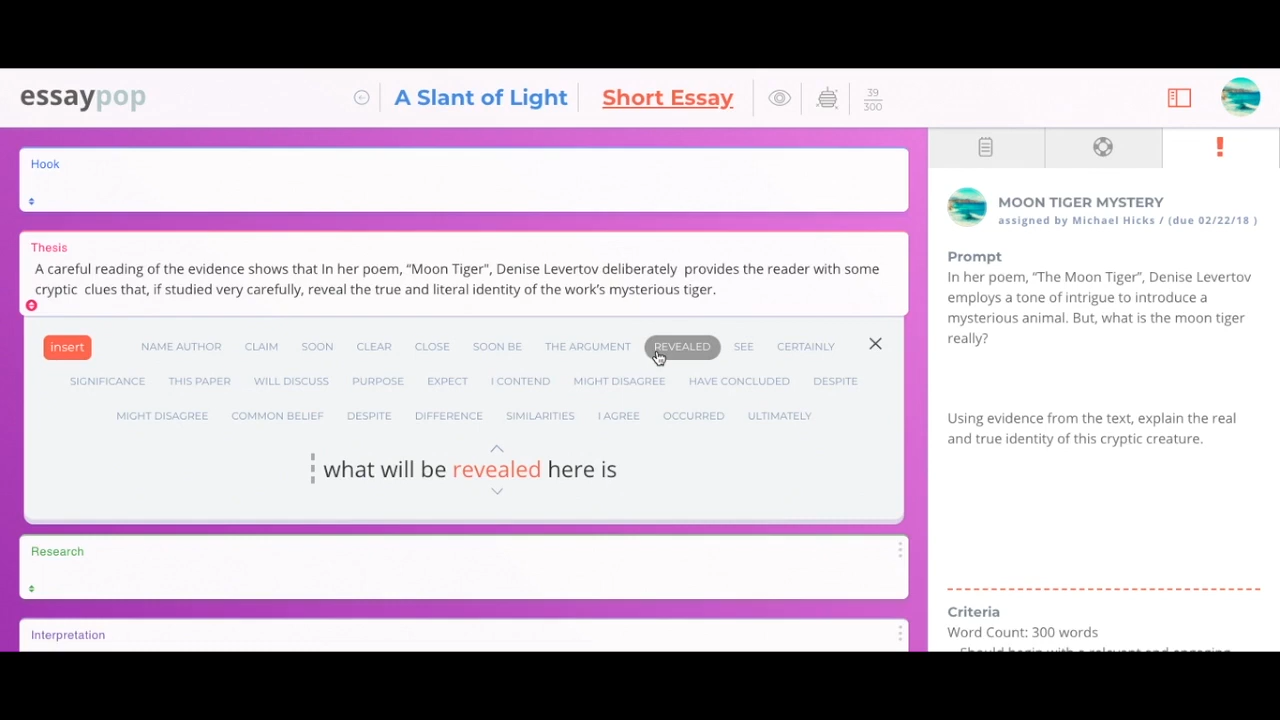 essaypop
A Slant of Light
Short Essay
39
300
Hook
Thesis
A careful reading of the evidence shows that In her poem, “Moon Tiger”, Denise Levertov deliberately provides the reader with some
cryptic clues that, if studied very carefully, reveal the true and literal identity of the work’s mysterious tiger.
insert
NAME AUTHOR CLAIM SOON CLEAR CLOSE SOON BE THE ARGUMENT REVEALED SEE CERTAINLY
SIGNIFICANCE THIS PAPER WILL DISCUSS PURPOSE EXPECT I CONTEND MIGHT DISAGREE HAVE CONCLUDED DESPITE
MIGHT DISAGREE COMMON BELIEF DESPITE DIFFERENCE SIMILARITIES I AGREE OCCURRED ULTIMATELY
what will be revealed here is
Research
Interpretation
MOON TIGER MYSTERY
assigned by Michael Hicks / (due 02/22/18 )
Prompt
In her poem, “The Moon Tiger”, Denise Levertov
employs a tone of intrigue to introduce a
mysterious animal. But, what is the moon tiger
really?
Using evidence from the text, explain the real
and true identity of this cryptic creature.
Criteria
Word Count: 300 words
Should begin with a relevant and engaging